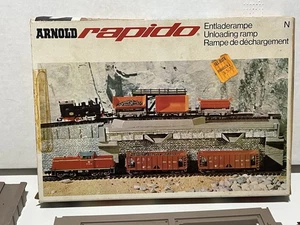 ARNOLD rapido
Entladerampe
Unloading ramp
Rampe de déchargement
N